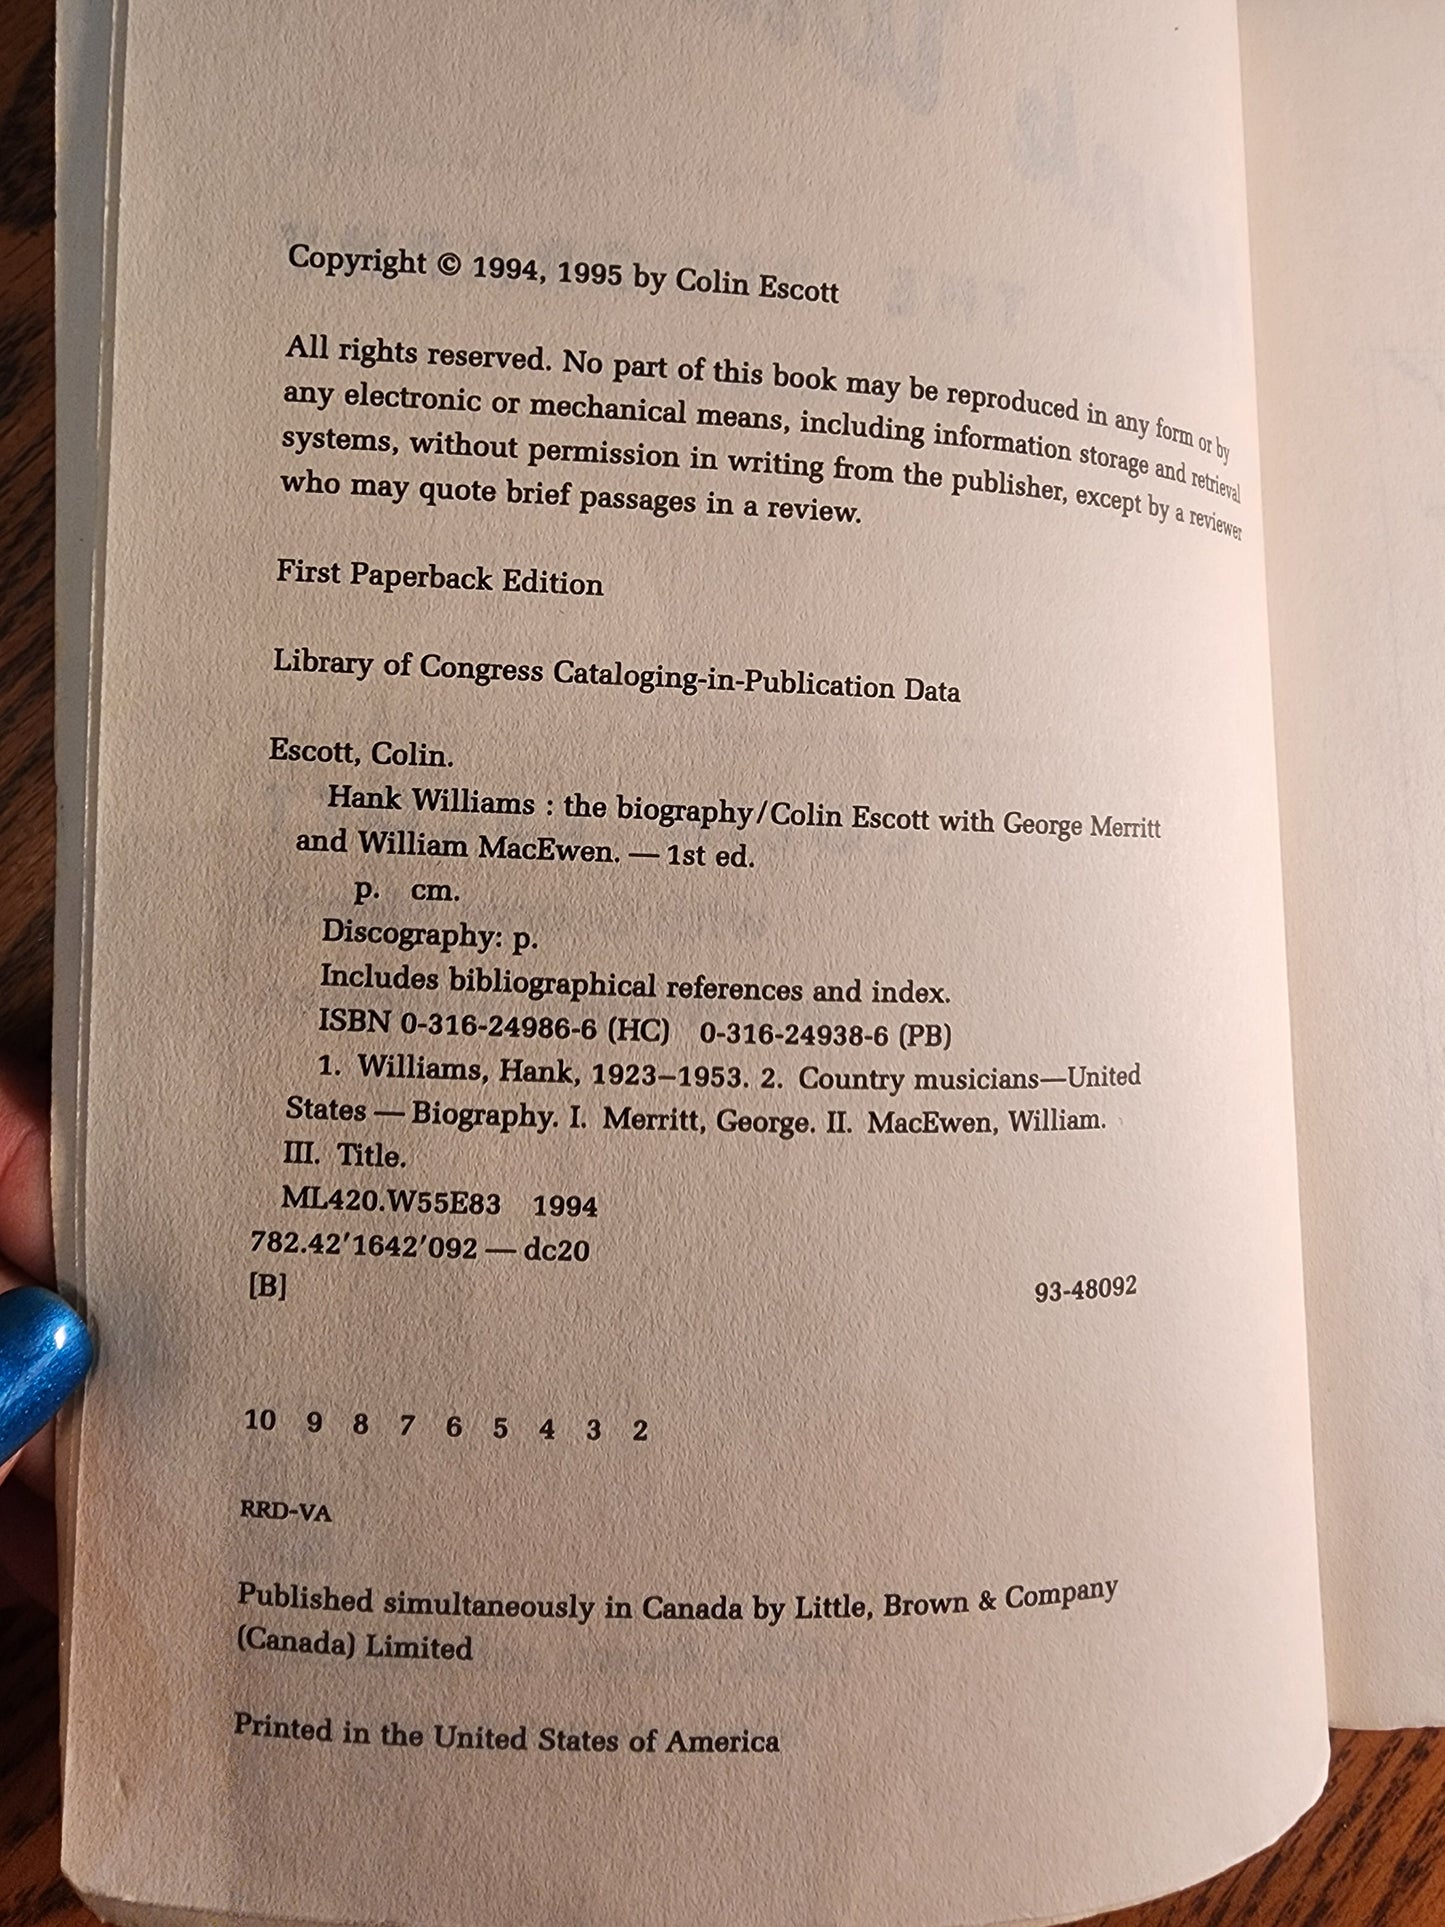 Copyright © 1994, 1995 by Colin Escott
All rights reserved. No part of this book may be reproduced in any form or by
any electronic or mechanical means, including information storage and retrieval
systems, without permission in writing from the publisher, except by a reviewer
who may quote brief passages in a review.
First Paperback Edition
Library of Congress Cataloging-in-Publication Data
Escott, Colin.
Hank Williams : the biography/Colin Escott with George Merritt
and William MacEwen. — 1st ed.
p. cm.
Discography: p.
Includes bibliographical references and index.
ISBN 0-316-24986-6 (HC) 0-316-24938-6 (PB)
1. Williams, Hank, 1923–1953. 2. Country musicians—United
States — Biography. I. Merritt, George. II. MacEwen, William.
III. Title.
ML420.W55E83 1994
782.42'1642'092 — dc20
[B] 93-48092
10 9 8 7 6 5 4 3 2
RRD-VA
Published simultaneously in Canada by Little, Brown & Company
(Canada) Limited
Printed in the United States of America